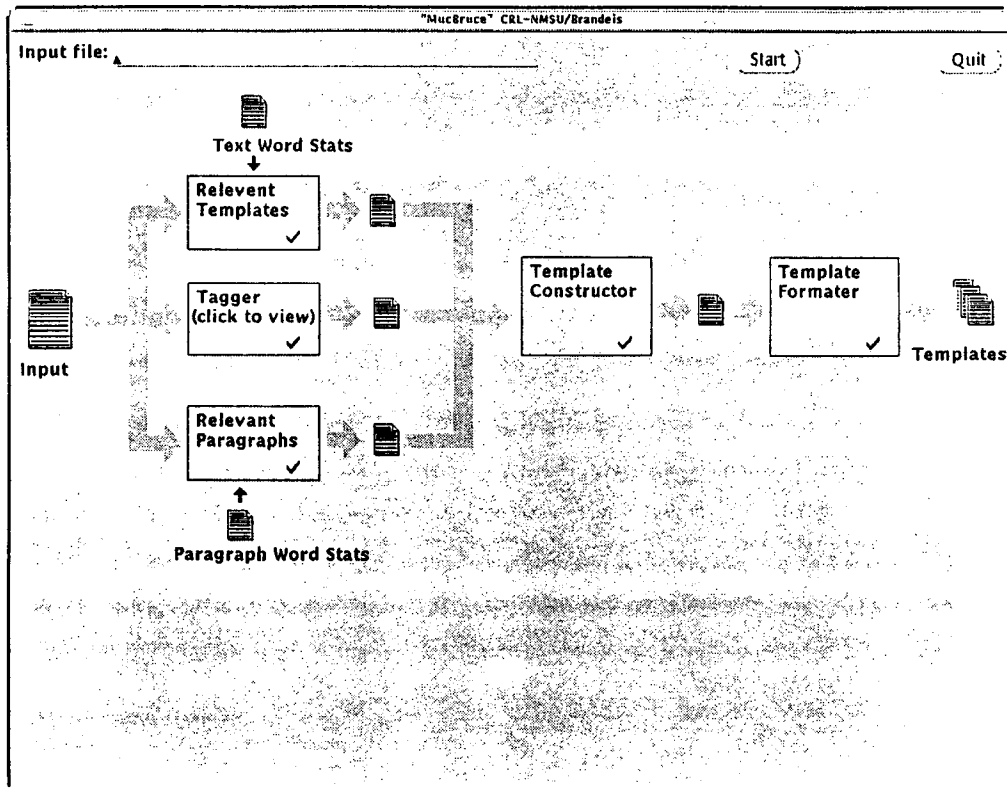 "MucBruce" CRL-NMSU/Brandeis
Input file:
Start
Quit
Text Word Stats
Relevent
Templates
Tagger
(click to view)
Relevant
Paragraphs
Paragraph Word Stats
Input
Template
Constructor
Template
Formater
Templates